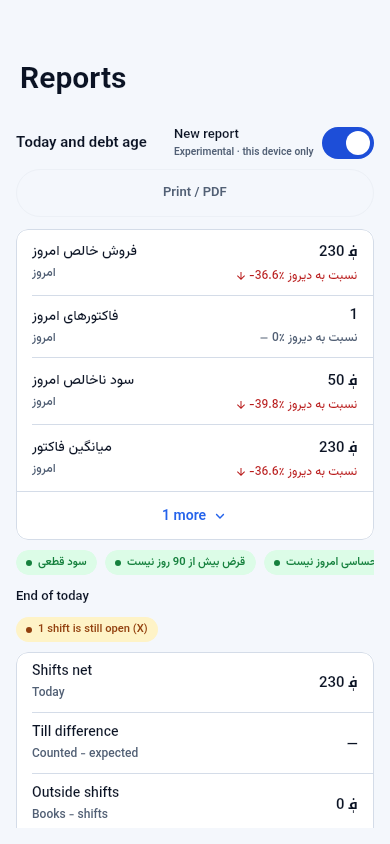 Reports
Today and debt age
New report
Experimental · this device only
Print / PDF
فروش خالص امروز
230 ؋
امروز
↓ -36.6٪ نسبت به دیروز
فاکتورهای امروز
1
امروز
— 0٪ نسبت به دیروز
سود ناخالص امروز
50 ؋
امروز
↓ -39.8٪ نسبت به دیروز
میانگین فاکتور
230 ؋
امروز
↓ -36.6٪ نسبت به دیروز
1 more
سود قطعی
قرض بیش از 90 روز نیست
حساسی امروز نیست
End of today
1 shift is still open (X)
Shifts net
230 ؋
Today
Till difference
—
Counted - expected
Outside shifts
0 ؋
Books - shifts